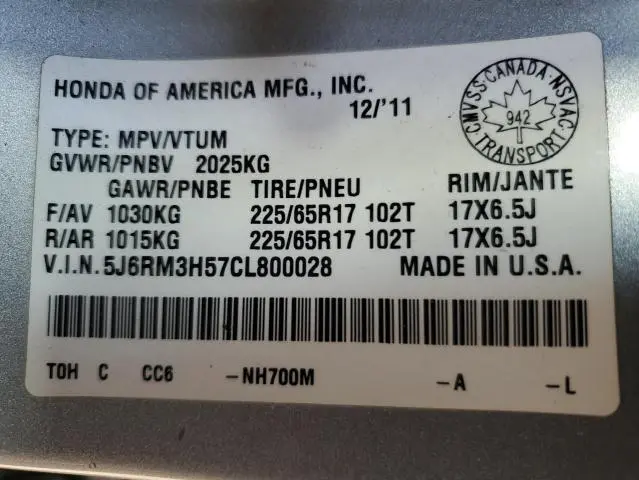 HONDA OF AMERICA MFG., INC.
12/'11
CMVSS·CANADA·NSVAC·TRANSPORT·
942
TYPE: MPV/VTUM
GVWR/PNBV 2025KG
GAWR/PNBE TIRE/PNEU RIM/JANTE
F/AV 1030KG 225/65R17 102T 17X6.5J
R/AR 1015KG 225/65R17 102T 17X6.5J
V.I.N.5J6RM3H57CL800028 MADE IN U.S.A.
TOH C CC6 -NH700M -A -L